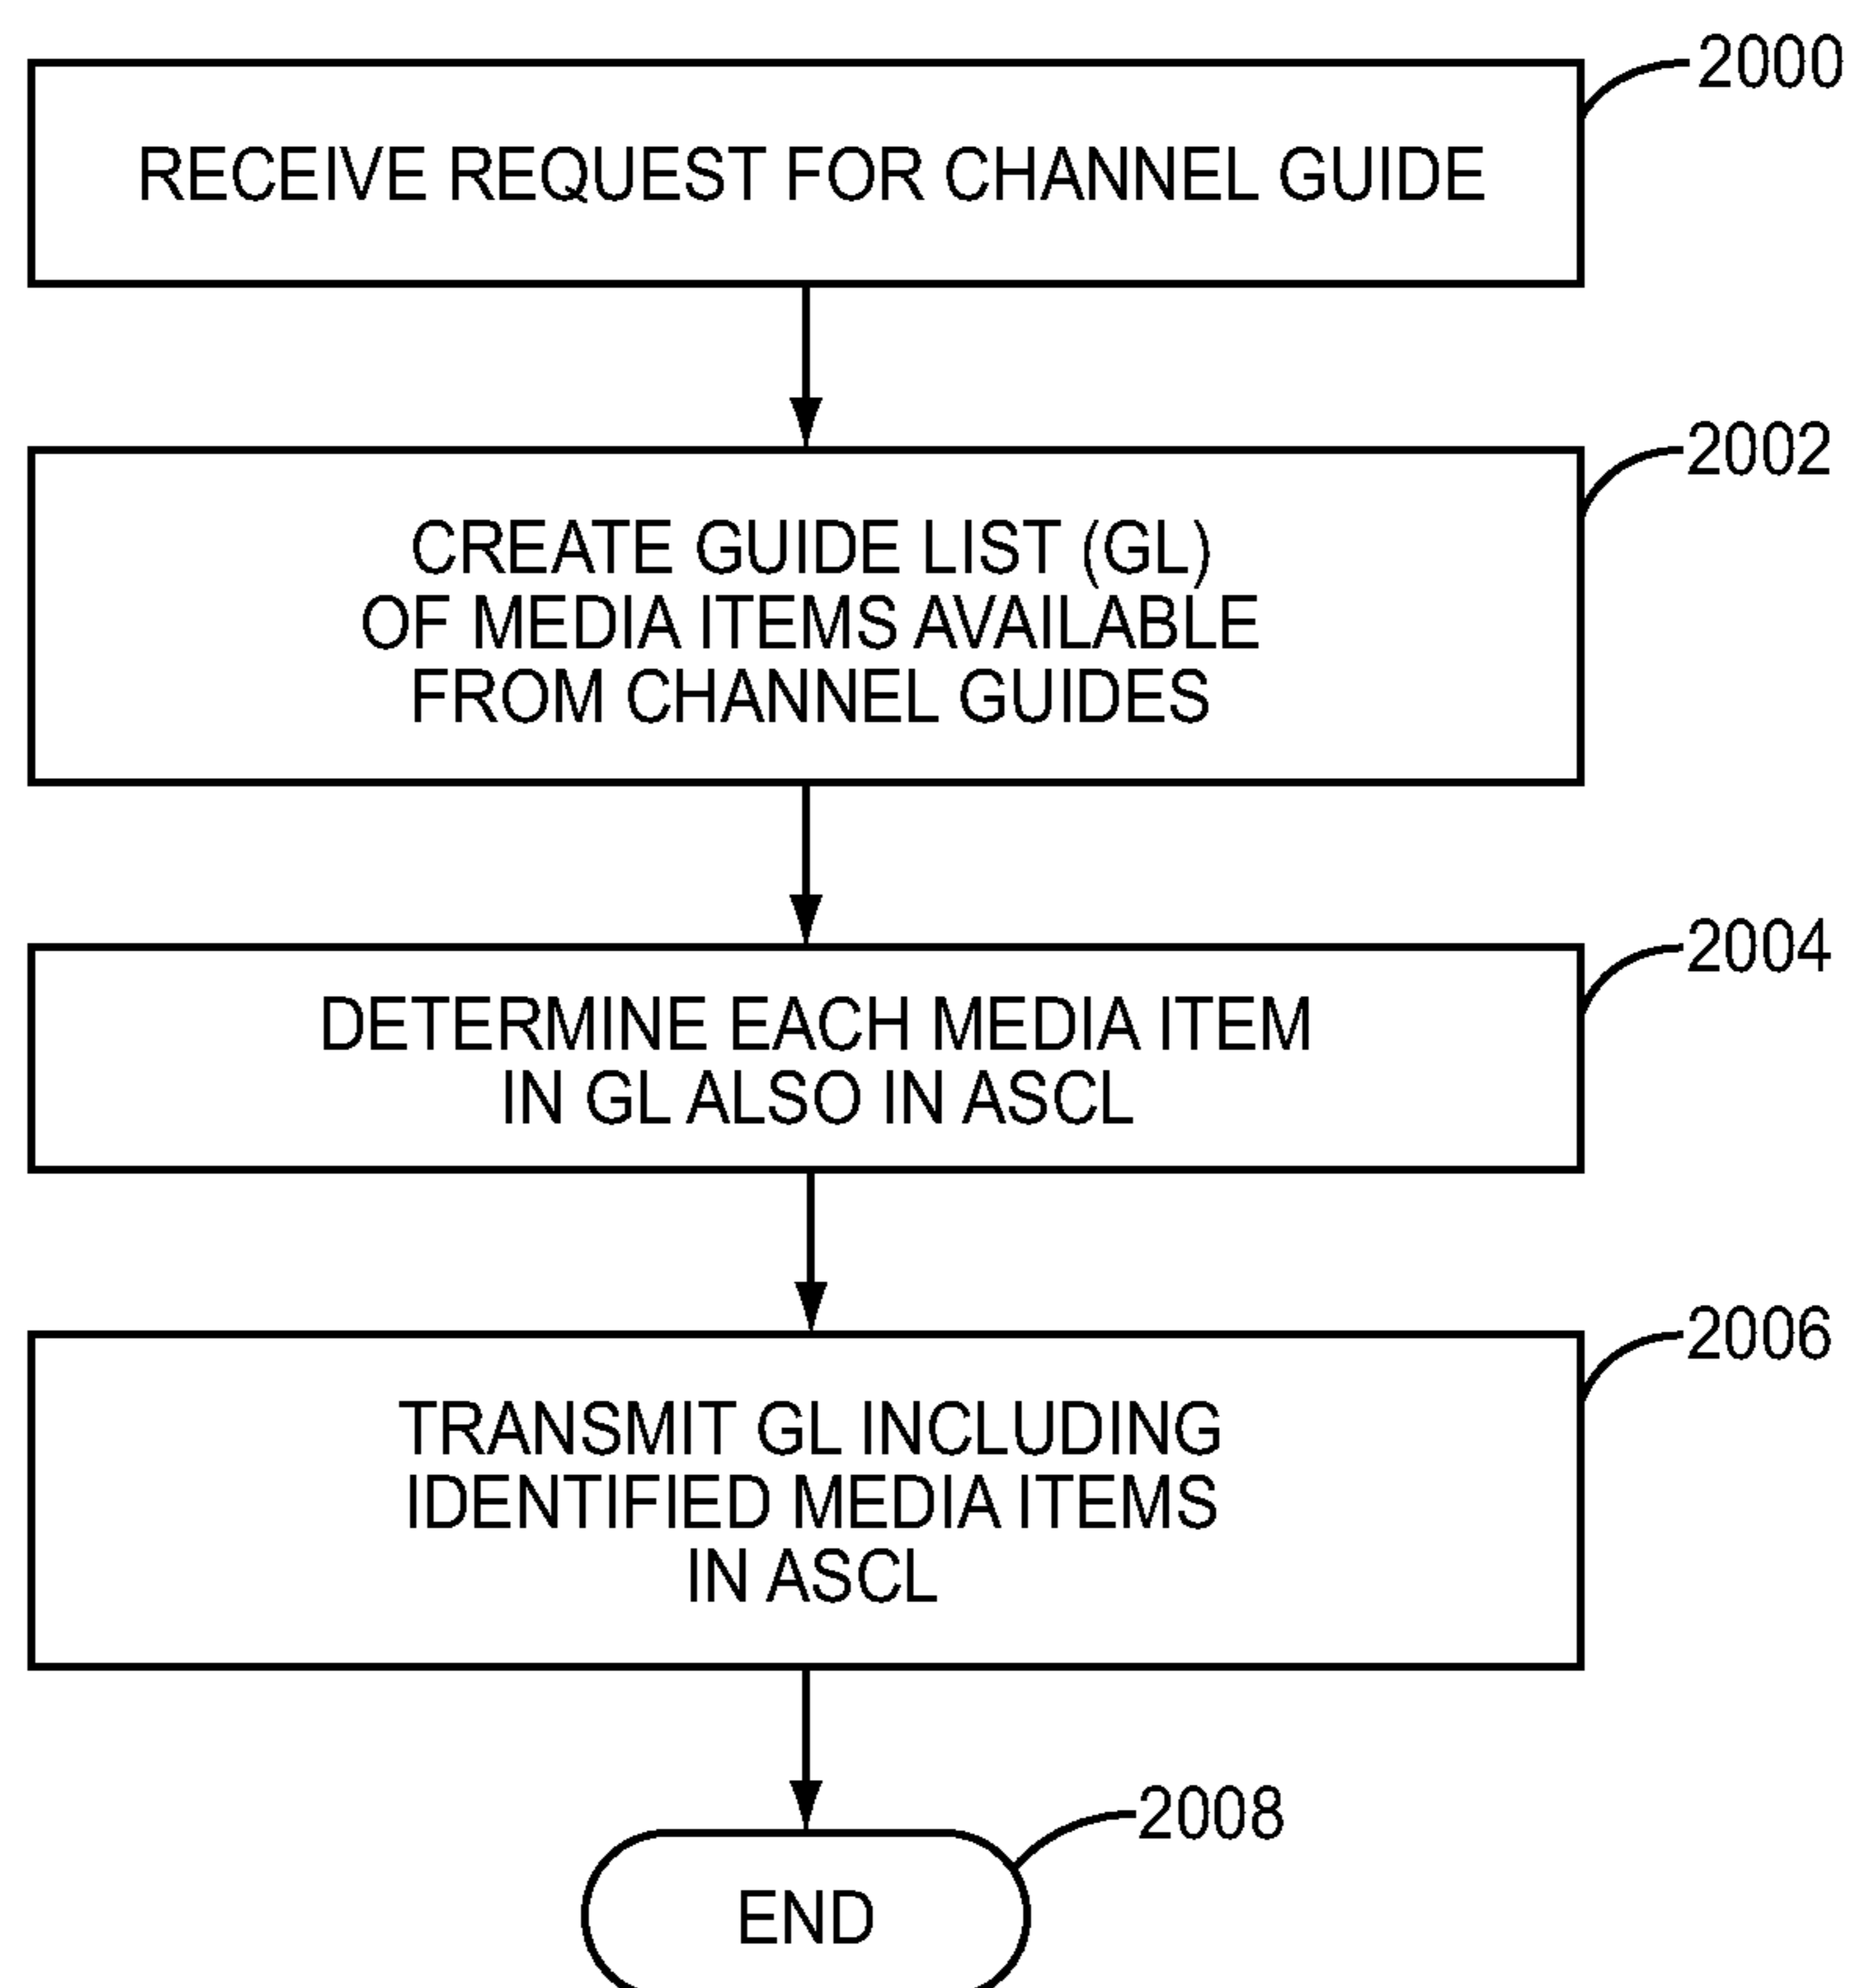 2000
RECEIVE REQUEST FOR CHANNEL GUIDE
2002
CREATE GUIDE LIST (GL)
OF MEDIA ITEMS AVAILABLE
FROM CHANNEL GUIDES
2004
DETERMINE EACH MEDIA ITEM
IN GL ALSO IN ASCL
2006
TRANSMIT GL INCLUDING
IDENTIFIED MEDIA ITEMS
IN ASCL
2008
END